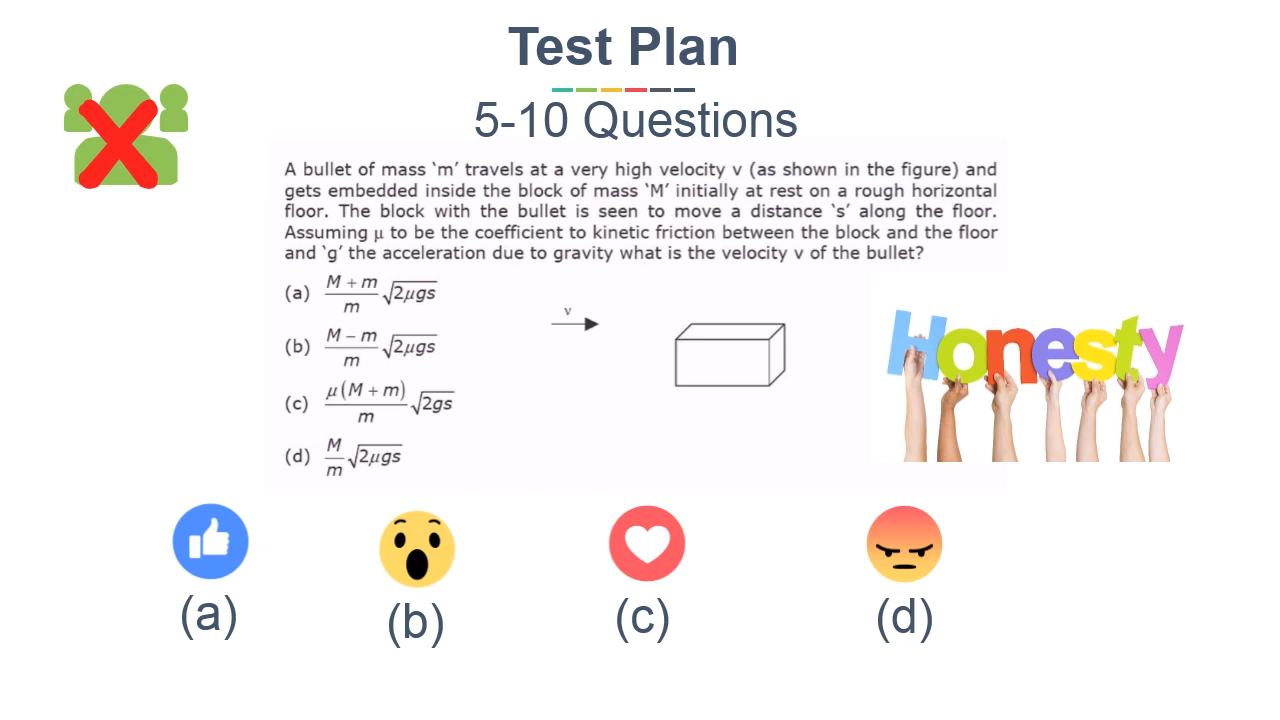 Test Plan
5-10 Questions
A bullet of mass ‘m’ travels at a very high velocity v (as shown in the figure) and
gets embedded inside the block of mass ‘M’ initially at rest on a rough horizontal
floor. The block with the bullet is seen to move a distance ‘s’ along the floor.
Assuming μ to be the coefficient to kinetic friction between the block and the floor
and ‘g’ the acceleration due to gravity what is the velocity v of the bullet?
(a) (M + m)/m √(2μgs)
(b) (M − m)/m √(2μgs)
(c) μ(M + m)/m √(2gs)
(d) M/m √(2μgs)
v
Honesty
(a)
(b)
(c)
(d)